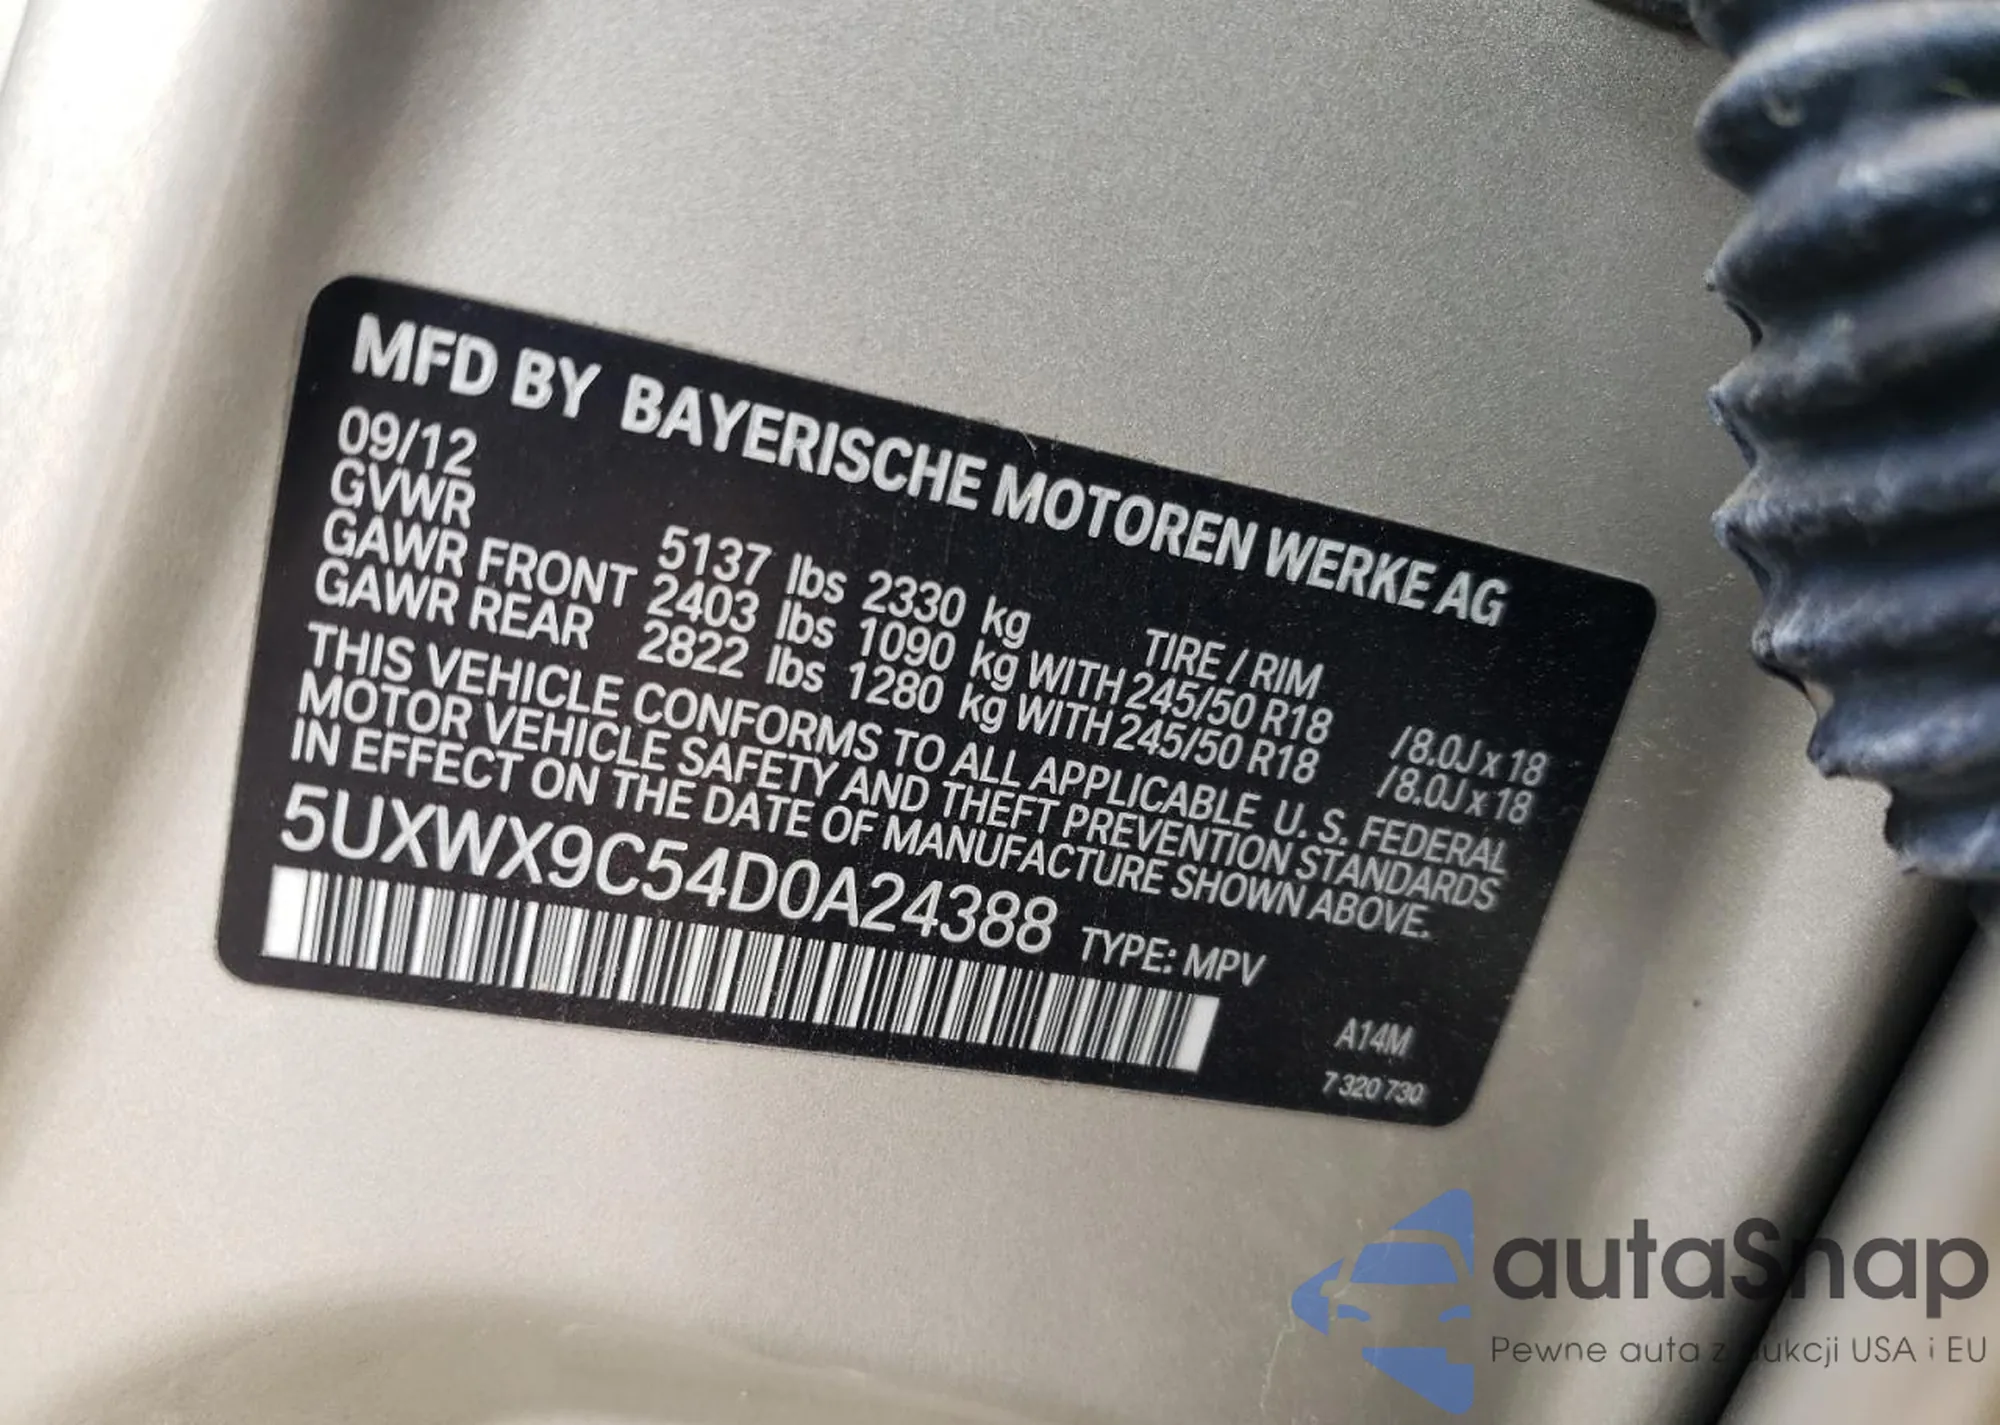 MFD BY BAYERISCHE MOTOREN WERKE AG
09/12
GVWR 5137 lbs 2330 kg TIRE / RIM
GAWR FRONT 2403 lbs 1090 kg WITH 245/50 R18 /8.0J x 18
GAWR REAR 2822 lbs 1280 kg WITH 245/50 R18 /8.0J x 18
THIS VEHICLE CONFORMS TO ALL APPLICABLE U. S. FEDERAL
MOTOR VEHICLE SAFETY AND THEFT PREVENTION STANDARDS
IN EFFECT ON THE DATE OF MANUFACTURE SHOWN ABOVE.
5UXWX9C54D0A24388 TYPE: MPV
A14M
7 320 730
autaSnap
Pewne auta z aukcji USA i EU